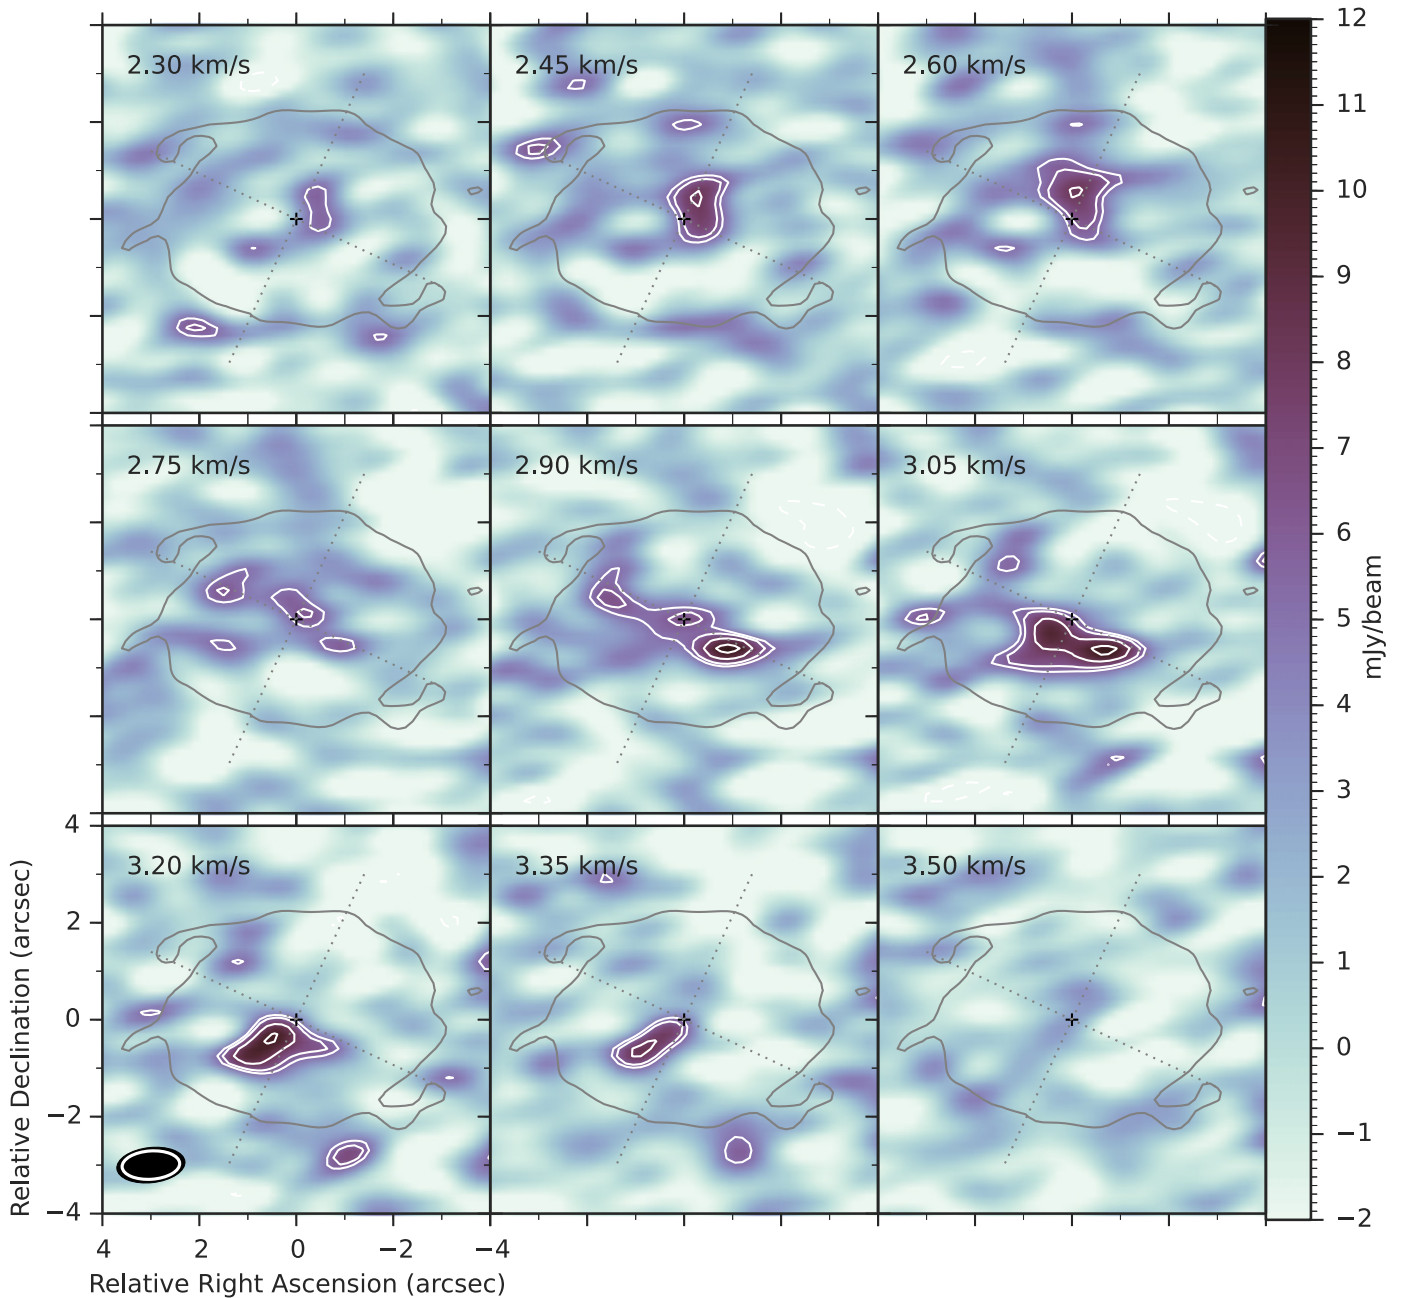 2.30 km/s
2.45 km/s
2.60 km/s
12
11
10
9
8
7
6
5
4
3
2
1
0
−1
−2
mJy/beam
2.75 km/s
2.90 km/s
3.05 km/s
3.20 km/s
3.35 km/s
3.50 km/s
4
2
0
−2
−4
Relative Declination (arcsec)
4
2
0
−2
−4
Relative Right Ascension (arcsec)